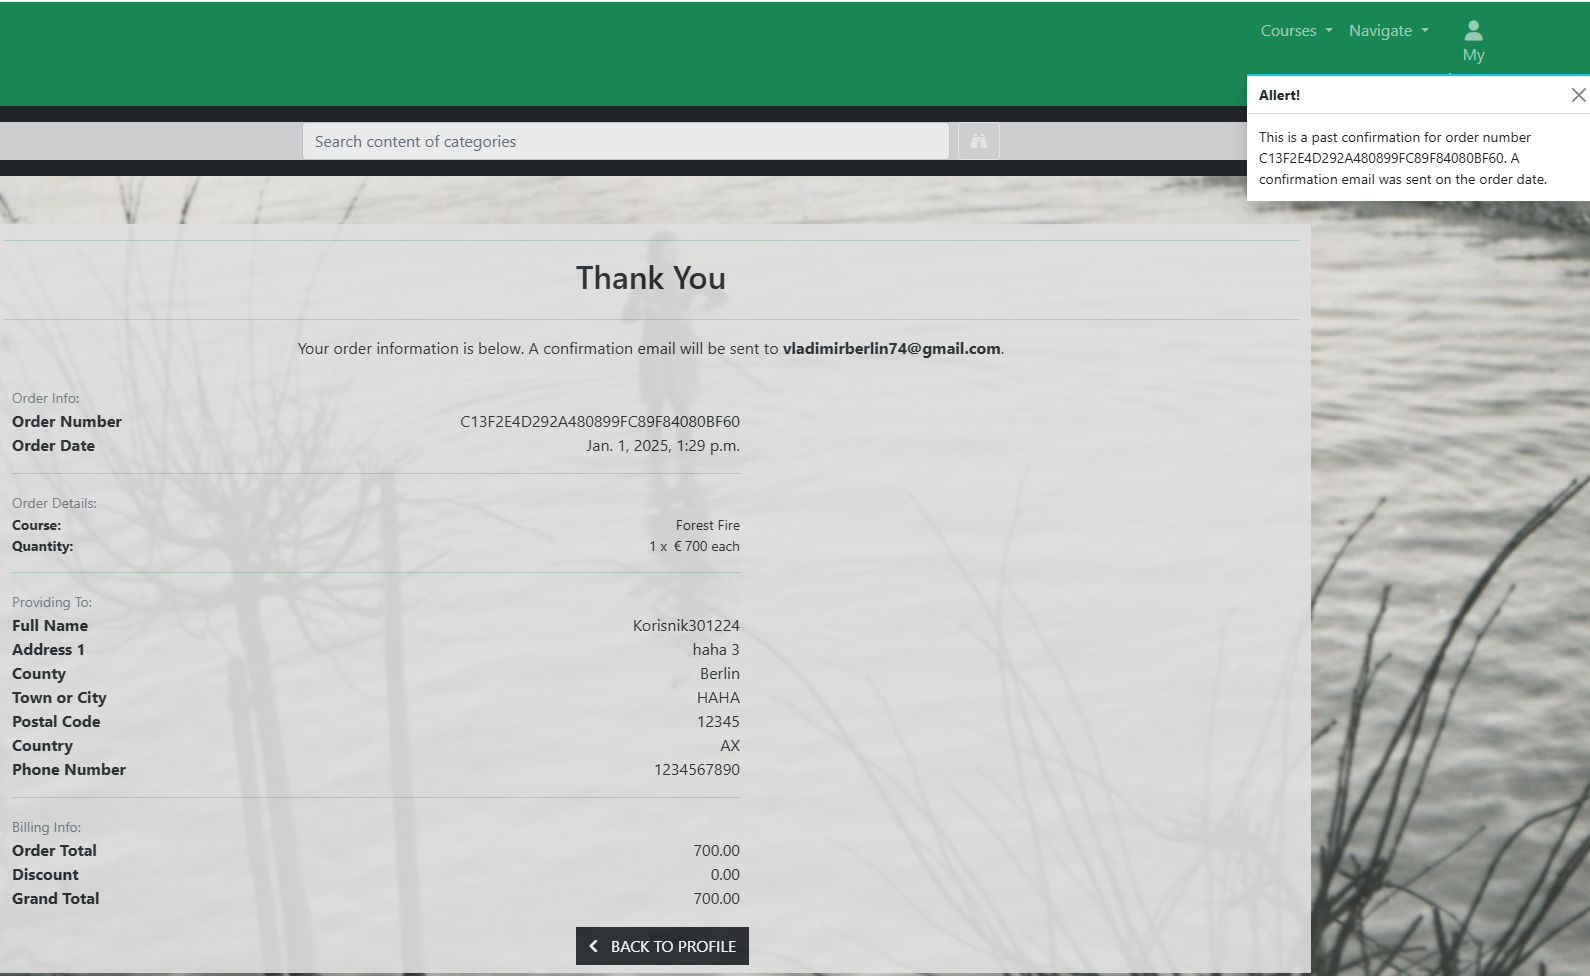 Courses
Navigate
My
Allert!
This is a past confirmation for order number
C13F2E4D292A480899FC89F84080BF60. A
confirmation email was sent on the order date.
Search content of categories
Thank You
Your order information is below. A confirmation email will be sent to vladimirberlin74@gmail.com.
Order Info:
Order Number C13F2E4D292A480899FC89F84080BF60
Order Date Jan. 1, 2025, 1:29 p.m.
Order Details:
Course: Forest Fire
Quantity: 1 x € 700 each
Providing To:
Full Name Korisnik301224
Address 1 haha 3
County Berlin
Town or City HAHA
Postal Code 12345
Country AX
Phone Number 1234567890
Billing Info:
Order Total 700.00
Discount 0.00
Grand Total 700.00
BACK TO PROFILE